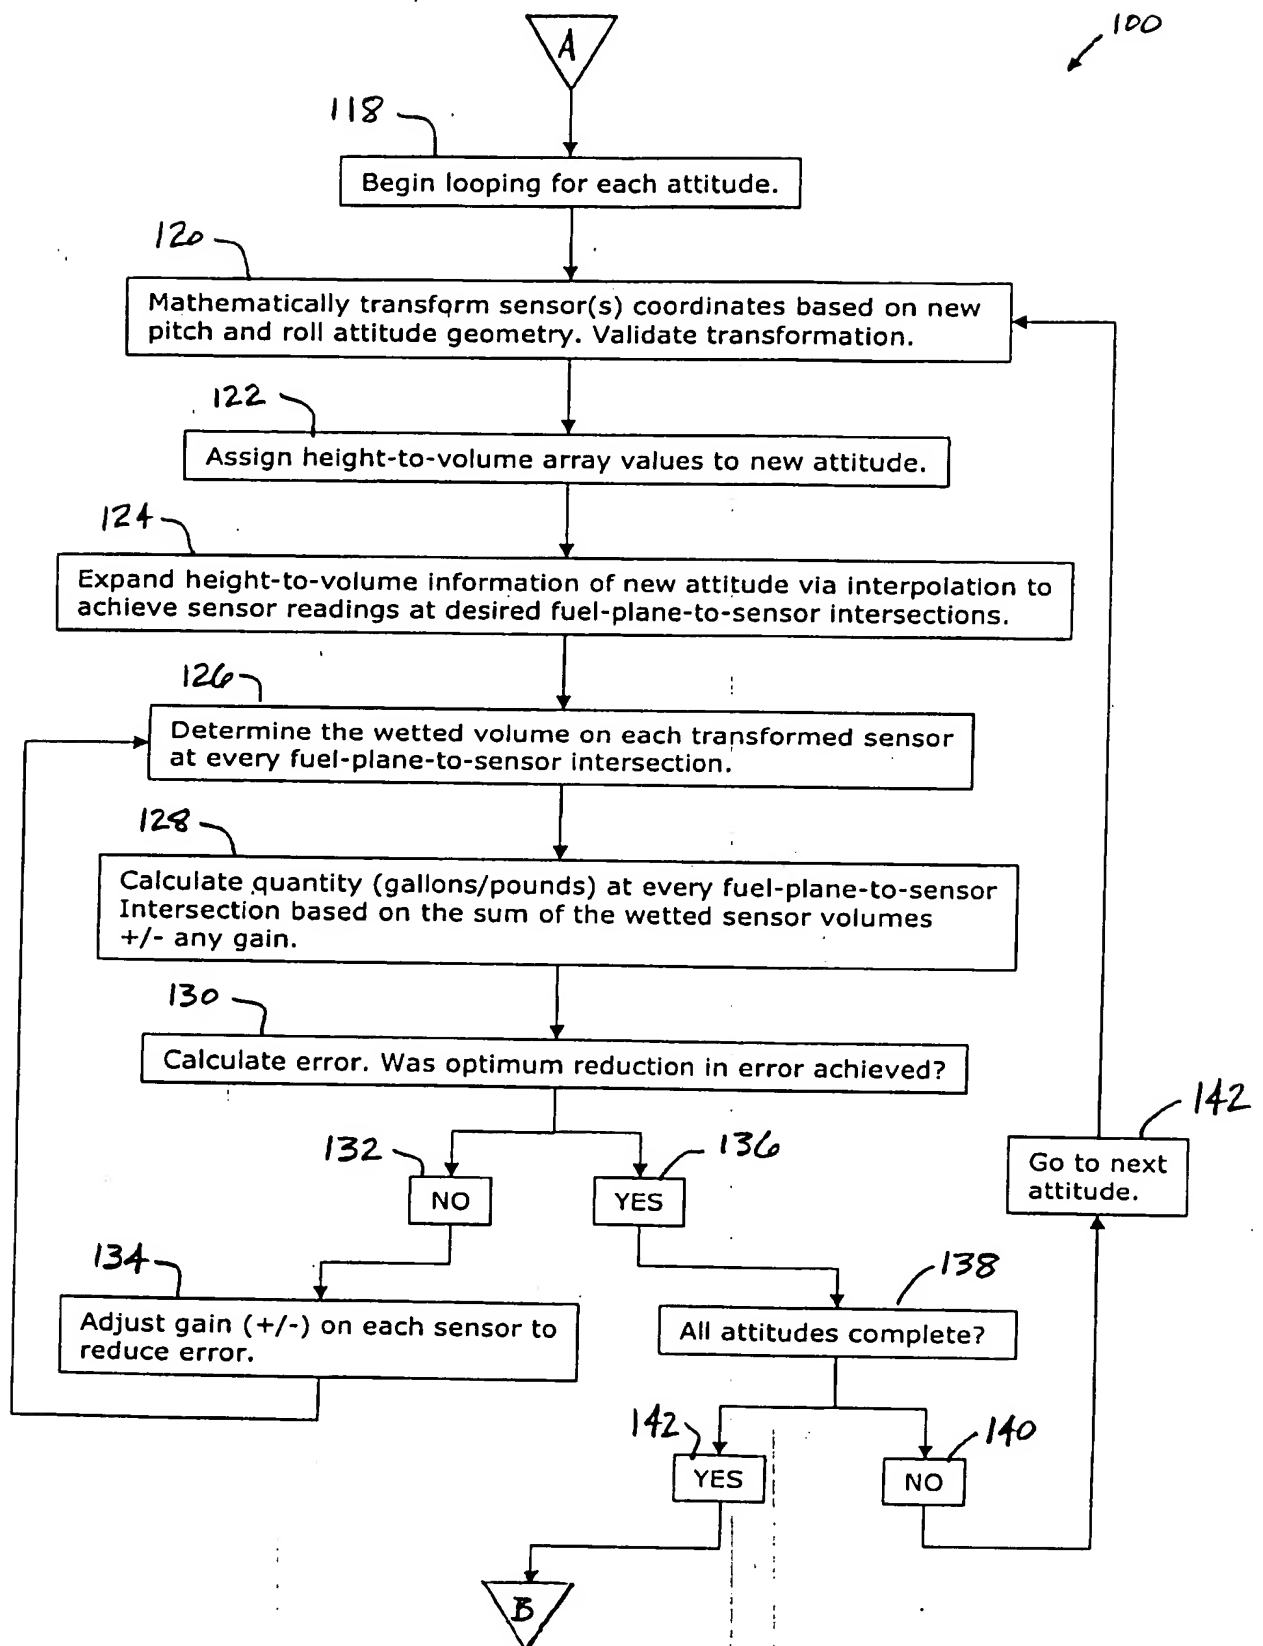 A
100
118
Begin looping for each attitude.
120
Mathematically transform sensor(s) coordinates based on new
pitch and roll attitude geometry. Validate transformation.
122
Assign height-to-volume array values to new attitude.
124
Expand height-to-volume information of new attitude via interpolation to
achieve sensor readings at desired fuel-plane-to-sensor intersections.
126
Determine the wetted volume on each transformed sensor
at every fuel-plane-to-sensor intersection.
128
Calculate quantity (gallons/pounds) at every fuel-plane-to-sensor
Intersection based on the sum of the wetted sensor volumes
+/- any gain.
130
Calculate error. Was optimum reduction in error achieved?
132
NO
136
YES
142
Go to next
attitude.
134
Adjust gain (+/-) on each sensor to
reduce error.
138
All attitudes complete?
142
YES
140
NO
B